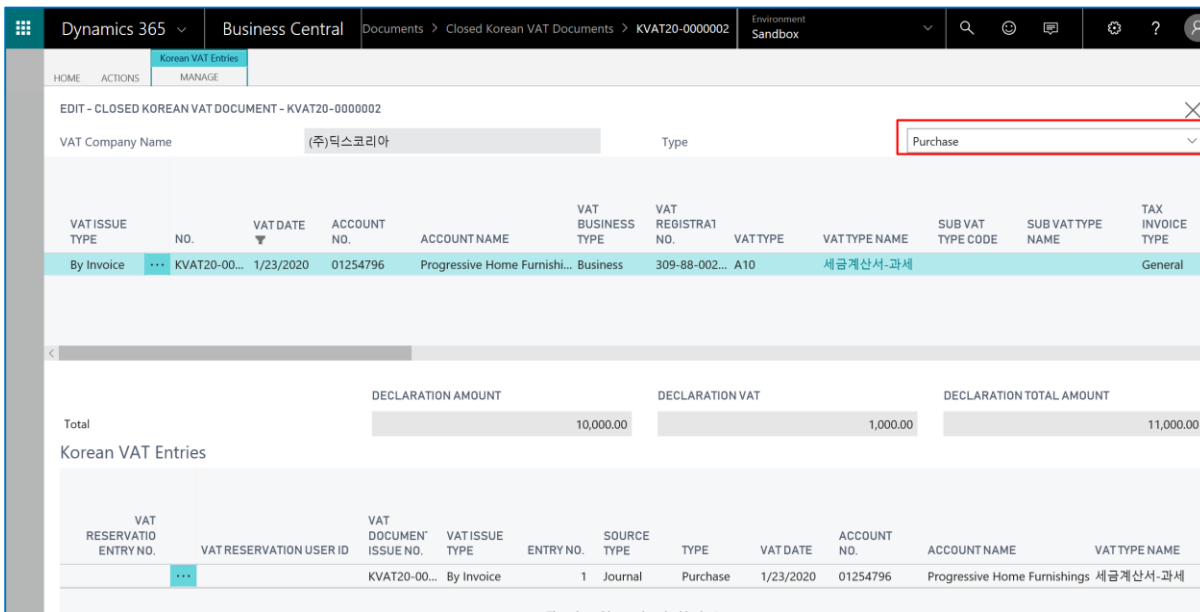 Dynamics 365 Business Central Documents > Closed Korean VAT Documents > KVAT20-0000002 Environment Sandbox ?
Korean VAT Entries
HOME ACTIONS MANAGE
EDIT - CLOSED KOREAN VAT DOCUMENT - KVAT20-0000002
VAT Company Name (주)딕스코리아 Type Purchase
VAT ISSUE TYPE NO. VAT DATE ACCOUNT NO. ACCOUNT NAME VAT BUSINESS TYPE VAT REGISTRAT NO. VAT TYPE VAT TYPE NAME SUB VAT TYPE CODE SUB VAT TYPE NAME TAX INVOICE TYPE
By Invoice ... KVAT20-00... 1/23/2020 01254796 Progressive Home Furnishi... Business 309-88-002... A10 세금계산서-과세 General
DECLARATION AMOUNT DECLARATION VAT DECLARATION TOTAL AMOUNT
Total 10,000.00 1,000.00 11,000.00
Korean VAT Entries
VAT RESERVATIO ENTRY NO. VAT RESERVATION USER ID VAT DOCUMEN ISSUE NO. VAT ISSUE TYPE ENTRY NO. SOURCE TYPE TYPE VAT DATE ACCOUNT NO. ACCOUNT NAME VAT TYPE NAME
... KVAT20-00... By Invoice 1 Journal Purchase 1/23/2020 01254796 Progressive Home Furnishings 세금계산서-과세